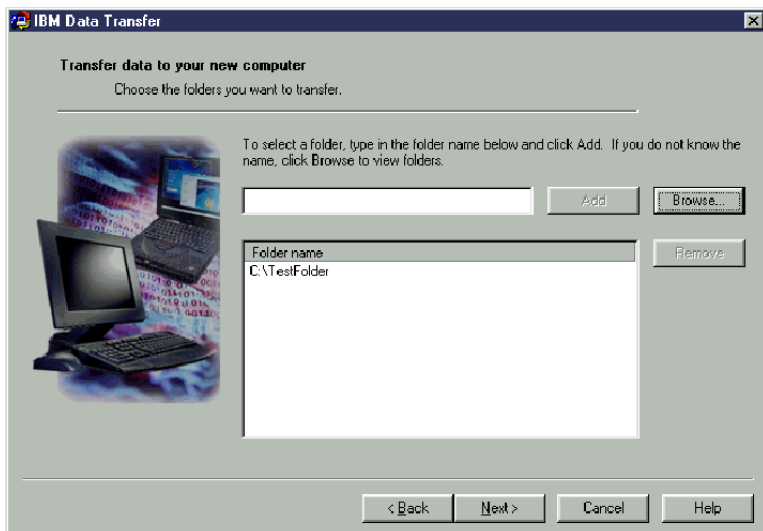 IBM Data Transfer
Transfer data to your new computer
Choose the folders you want to transfer.
To select a folder, type in the folder name below and click Add. If you do not know the
name, click Browse to view folders.
Add
Browse...
Folder name
Remove
C:\TestFolder
< Back
Next >
Cancel
Help